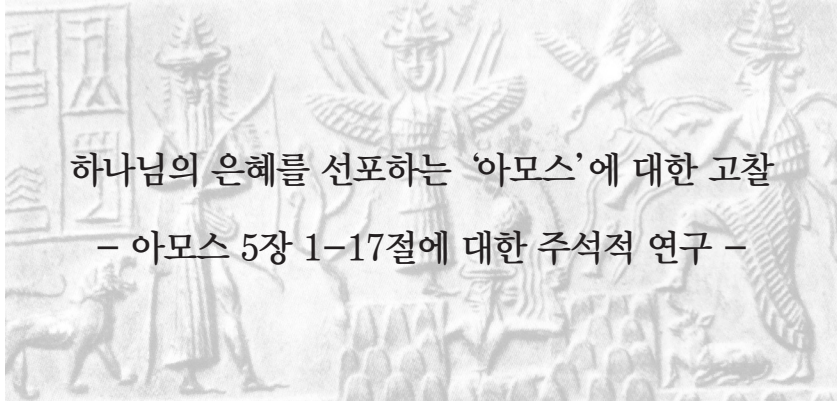 하나님의 은혜를 선포하는 ‘아모스’에 대한 고찰
- 아모스 5장 1-17절에 대한 주석적 연구 -